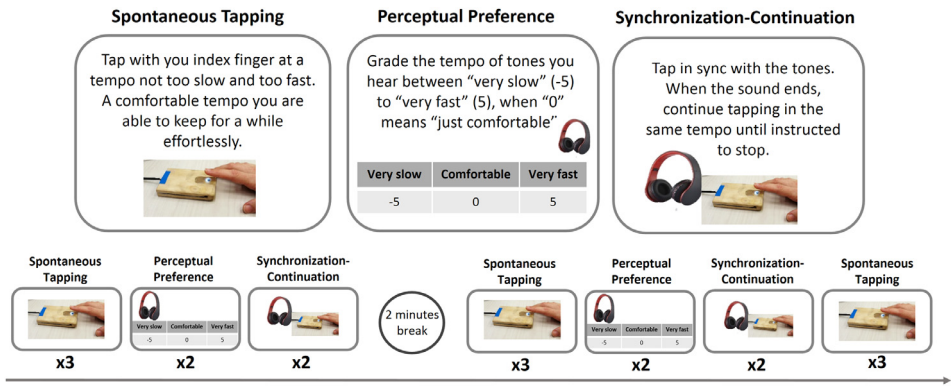 Spontaneous Tapping
Tap with you index finger at a
tempo not too slow and too fast.
A comfortable tempo you are
able to keep for a while
effortlessly.
Perceptual Preference
Grade the tempo of tones you
hear between “very slow” (-5)
to “very fast” (5), when “0”
means “just comfortable”
Very slow Comfortable Very fast
-5 0 5
Synchronization-Continuation
Tap in sync with the tones.
When the sound ends,
continue tapping in the
same tempo until instructed
to stop.
Spontaneous
Tapping
x3
Perceptual
Preference
Very slow Comfortable Very fast
-5 0 5
x2
Synchronization-
Continuation
x2
2 minutes
break
Spontaneous
Tapping
x3
Perceptual
Preference
Very slow Comfortable Very fast
-5 0 5
x2
Synchronization-
Continuation
x2
Spontaneous
Tapping
x3